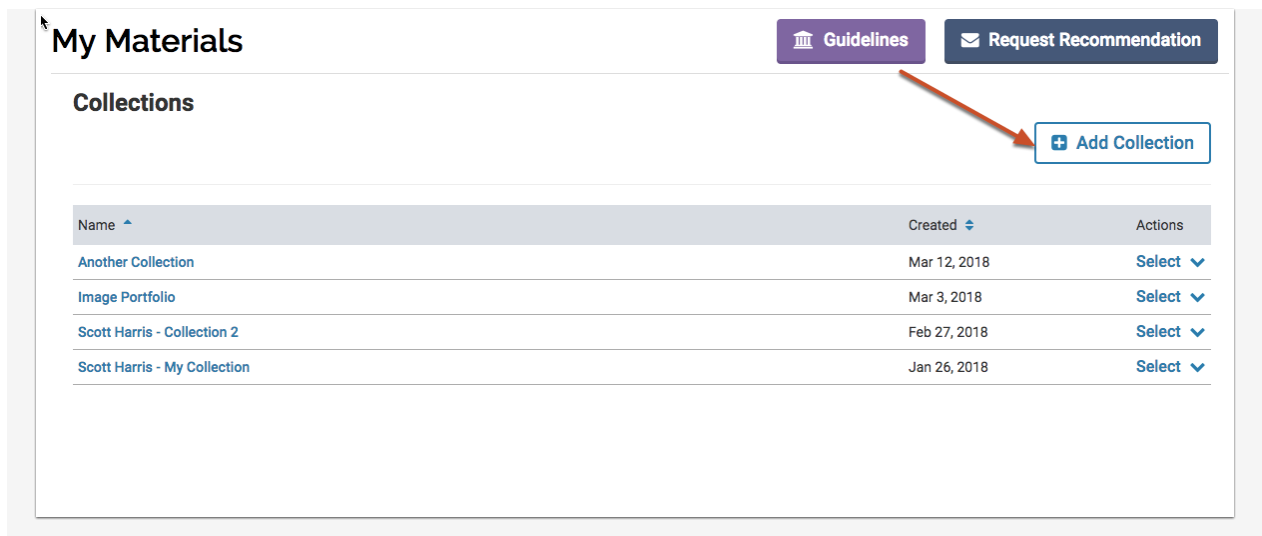 My Materials
Guidelines
Request Recommendation
Collections
Add Collection
Name Created Actions
Another Collection Mar 12, 2018 Select
Image Portfolio Mar 3, 2018 Select
Scott Harris - Collection 2 Feb 27, 2018 Select
Scott Harris - My Collection Jan 26, 2018 Select